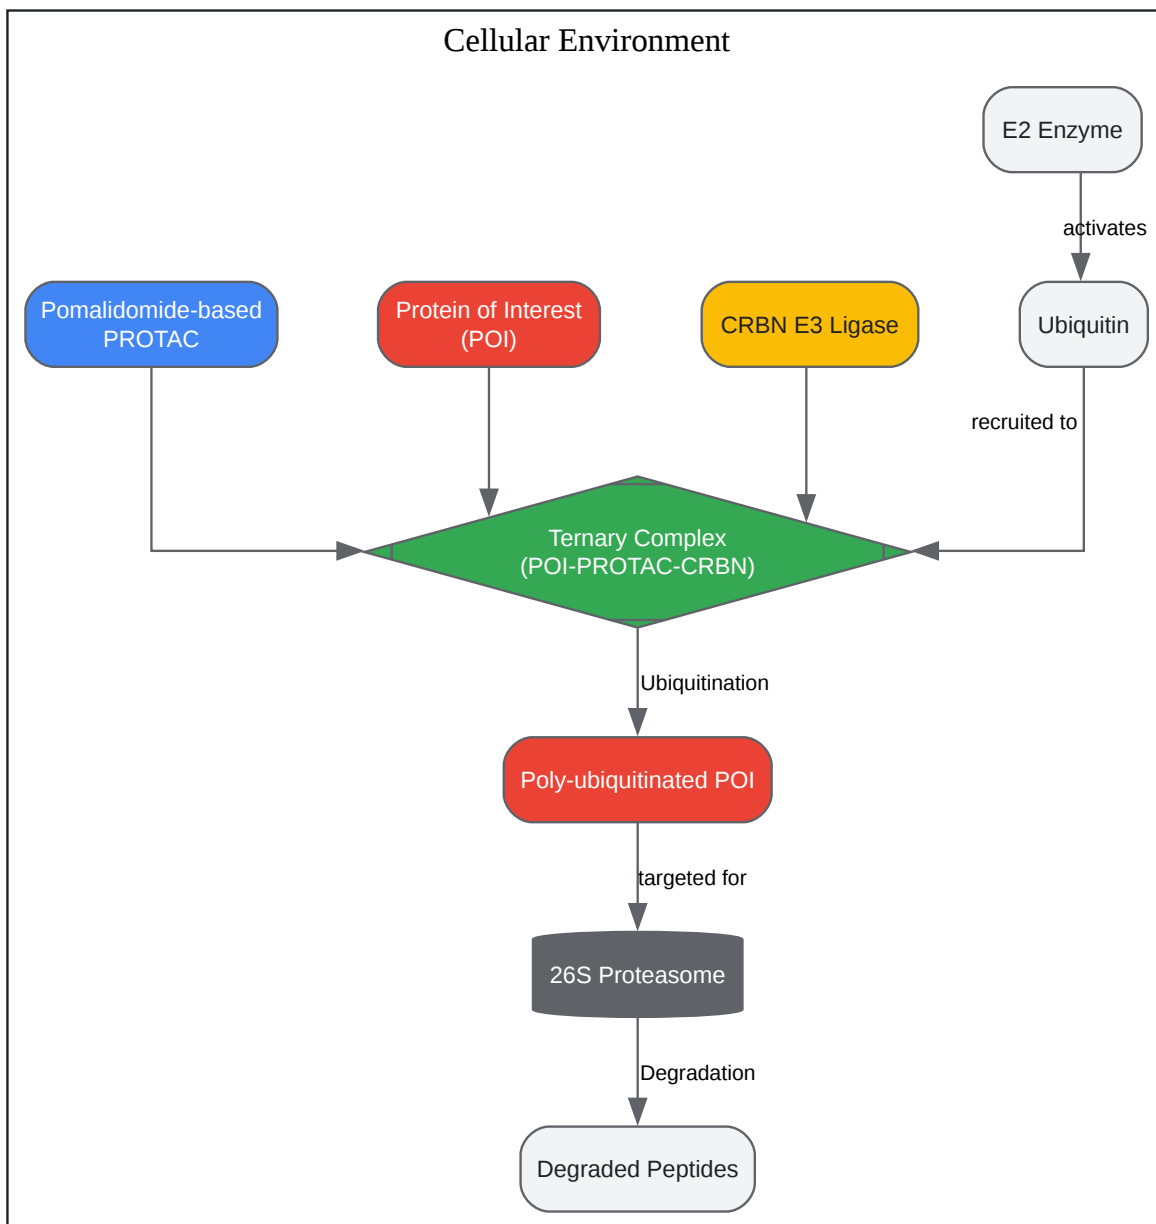 Cellular Environment
E2 Enzyme
activates
Pomalidomide-based
PROTAC
Protein of Interest
(POI)
CRBN E3 Ligase
Ubiquitin
recruited to
Ternary Complex
(POI-PROTAC-CRBN)
Ubiquitination
Poly-ubiquitinated POI
targeted for
26S Proteasome
Degradation
Degraded Peptides